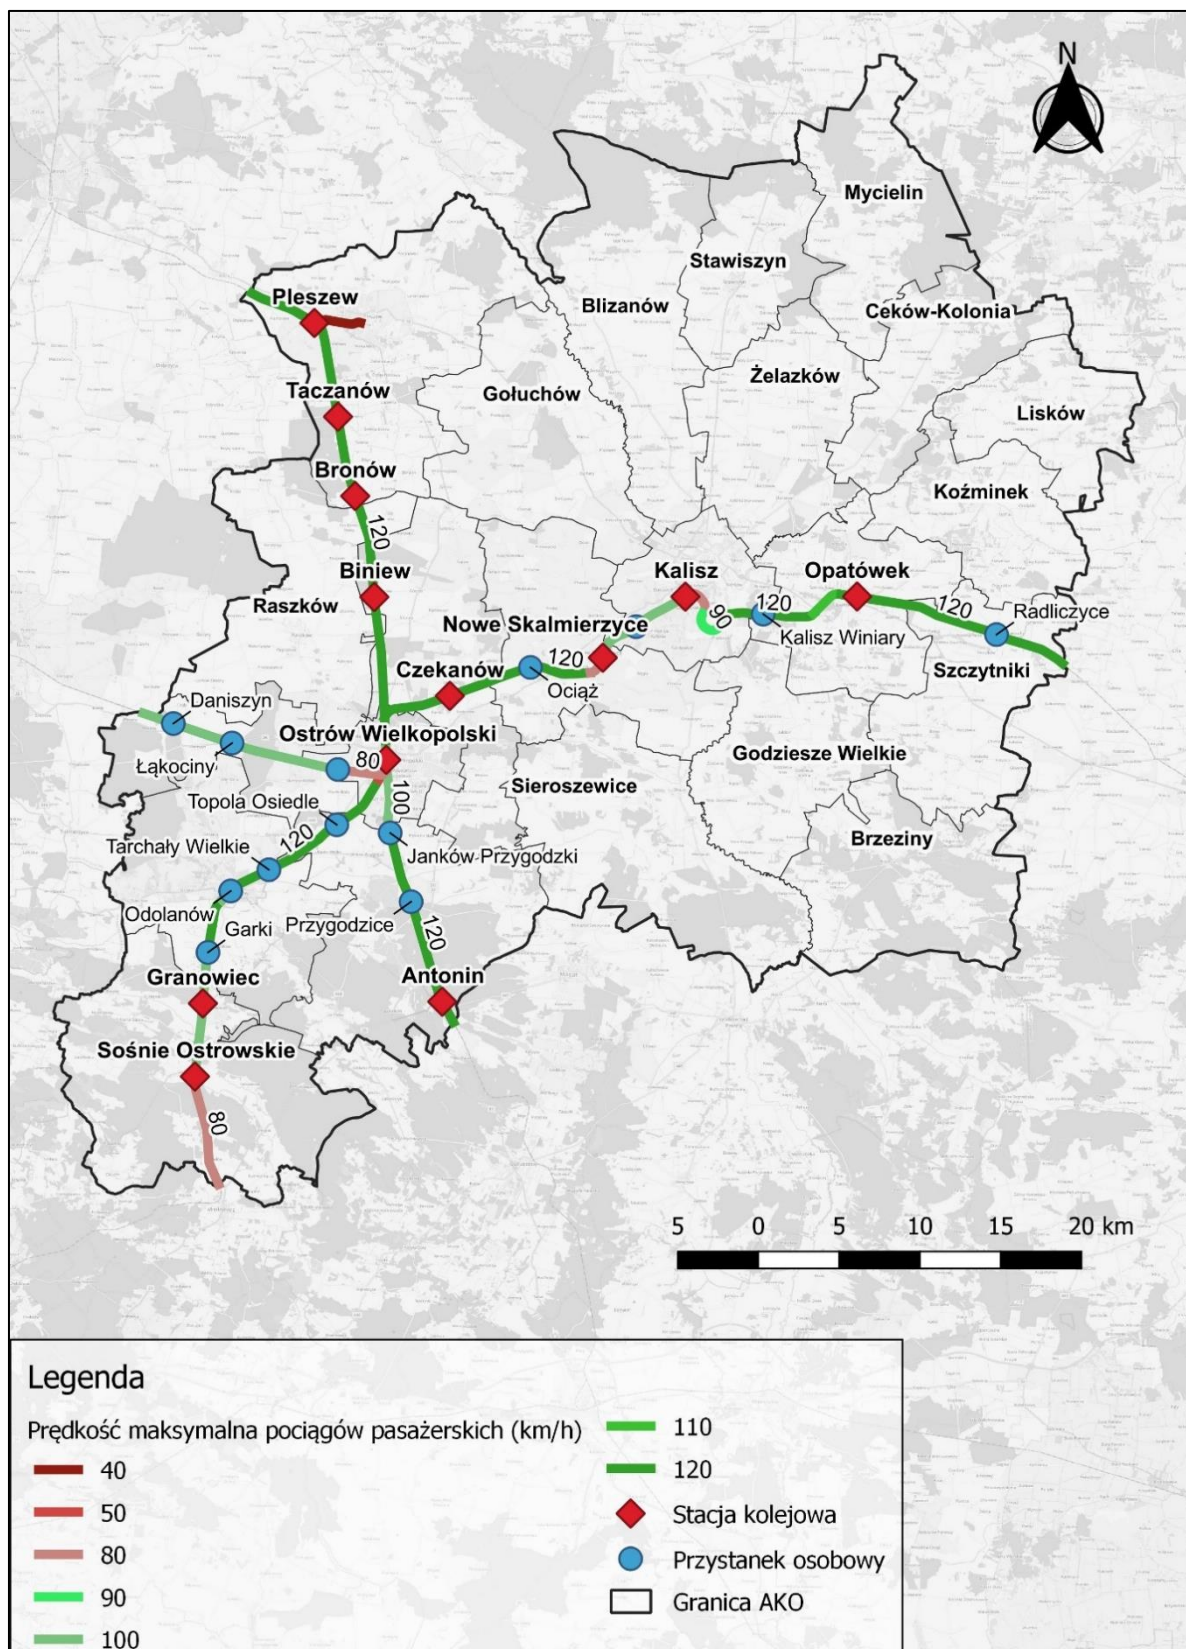 N
Mycielin
Stawiszyn
Blizanów
Ceków-Kolonia
Pleszew
Żelazków
Taczanów
Gołuchów
Lisków
Bronów
Koźminek
120
Biniew
Kalisz
Opatówek
Raszków
90
120
120
Radliczyce
Nowe Skalmierzyce
Kalisz Winiary
Czekanów
120
Ociąż
Szczytniki
Daniszyn
Ostrów Wielkopolski
Godziesze Wielkie
Łąkociny
80
Sieroszewice
Topola Osiedle
100
Brzeziny
Tarchały Wielkie
120
Janków Przygodzki
Odolanów
Garki
Przygodzice
120
Granowiec
Antonin
Sośnie Ostrowskie
80
5 0 5 10 15 20 km
Legenda
Prędkość maksymalna pociągów pasażerskich (km/h)
40
50
80
90
100
110
120
Stacja kolejowa
Przystanek osobowy
Granica AKO